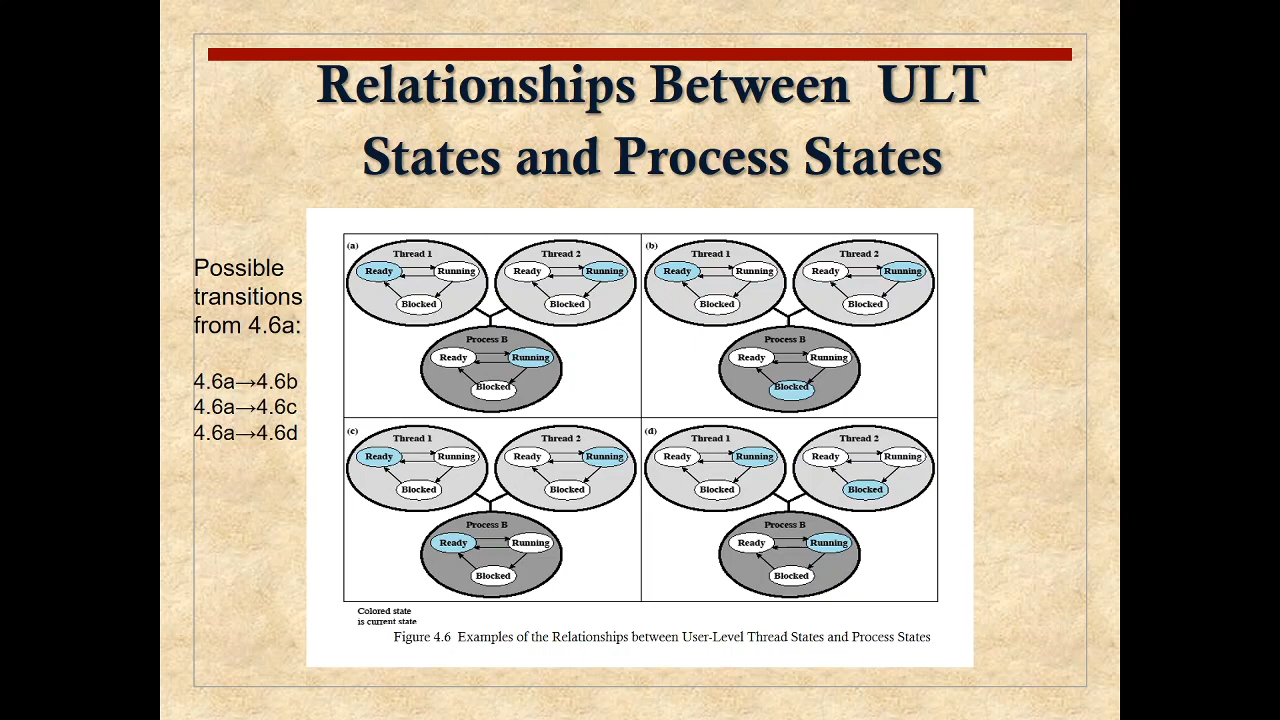 Relationships Between ULT
States and Process States
Possible
transitions
from 4.6a:
4.6a→4.6b
4.6a→4.6c
4.6a→4.6d
(a)
Thread 1
Ready
Running
Blocked
Thread 2
Ready
Running
Blocked
Process B
Ready
Running
Blocked
(b)
Thread 1
Ready
Running
Blocked
Thread 2
Ready
Running
Blocked
Process B
Ready
Running
Blocked
(c)
Thread 1
Ready
Running
Blocked
Thread 2
Ready
Running
Blocked
Process B
Ready
Running
Blocked
(d)
Thread 1
Ready
Running
Blocked
Thread 2
Ready
Running
Blocked
Process B
Ready
Running
Blocked
Colored state
is current state
Figure 4.6 Examples of the Relationships between User-Level Thread States and Process States